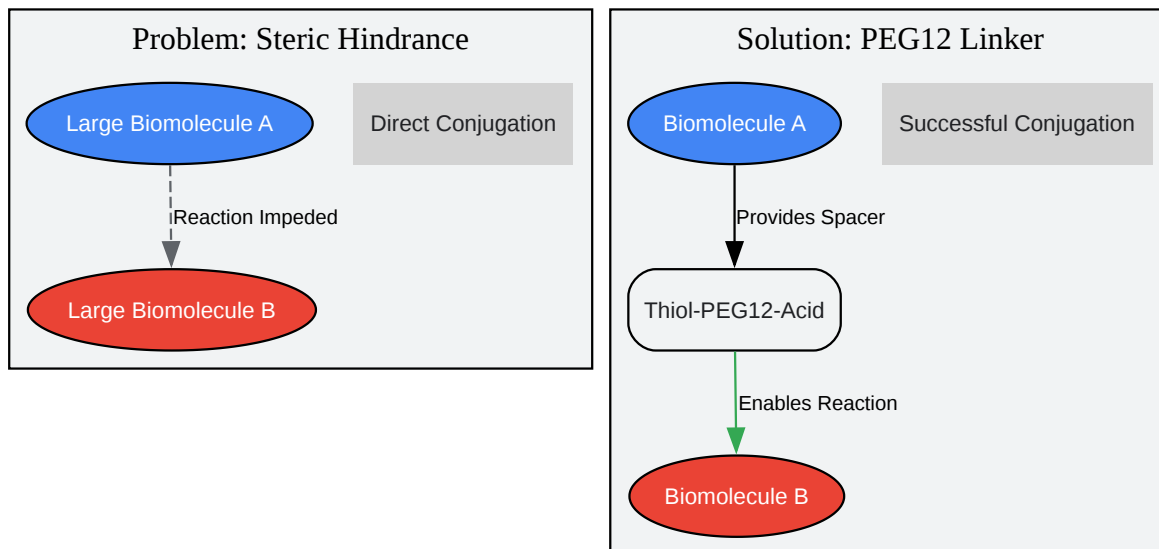 Problem: Steric Hindrance
Large Biomolecule A
Direct Conjugation
Reaction Impeded
Large Biomolecule B
Solution: PEG12 Linker
Biomolecule A
Successful Conjugation
Provides Spacer
Thiol-PEG12-Acid
Enables Reaction
Biomolecule B